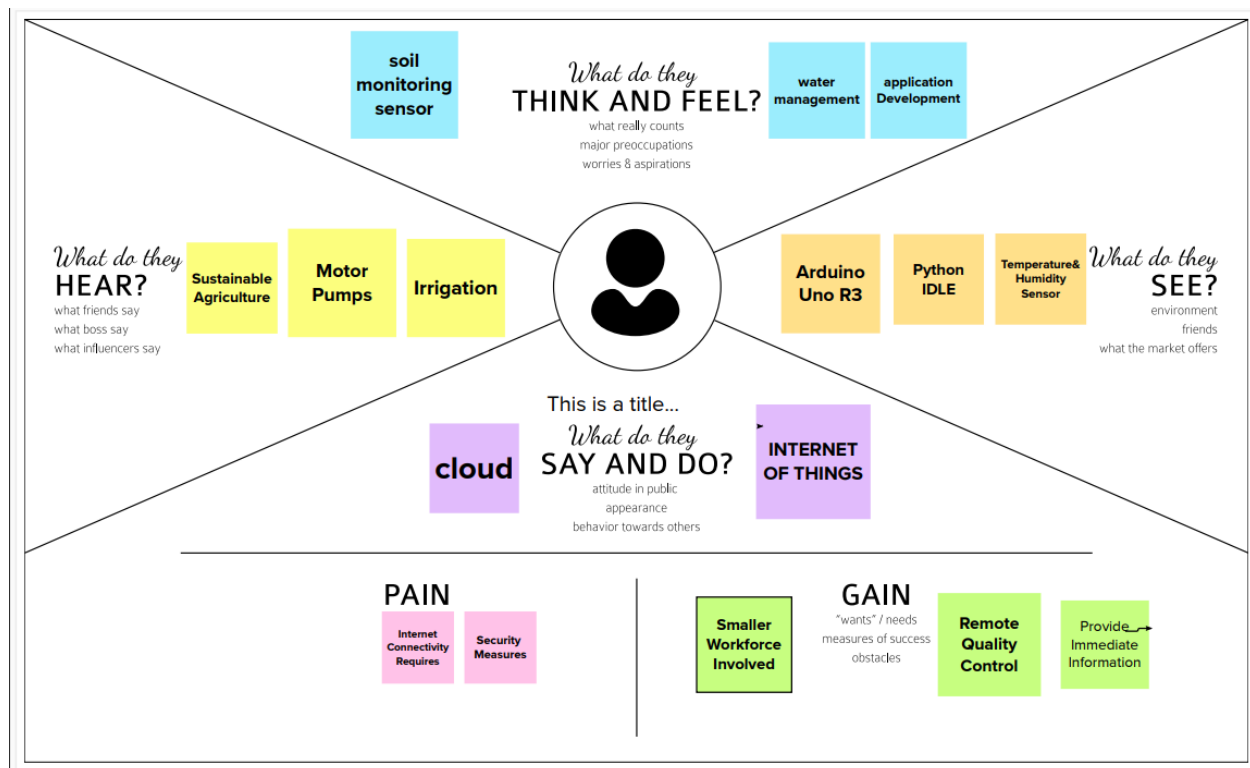 soil
monitoring
sensor
What do they
THINK AND FEEL?
what really counts
major preoccupations
worries & aspirations
water
management
application
Development
What do they
HEAR?
what friends say
what boss say
what influencers say
Sustainable
Agriculture
Motor
Pumps
Irrigation
Arduino
Uno R3
Python
IDLE
Temperature&
Humidity
Sensor
What do they
SEE?
environment
friends
what the market offers
This is a title...
cloud
What do they
SAY AND DO?
attitude in public
appearance
behavior towards others
INTERNET
OF THINGS
PAIN
Internet
Connectivity
Requires
Security
Measures
Smaller
Workforce
Involved
GAIN
"wants" / needs
measures of success
obstacles
Remote
Quality
Control
Provide
Immediate
Information